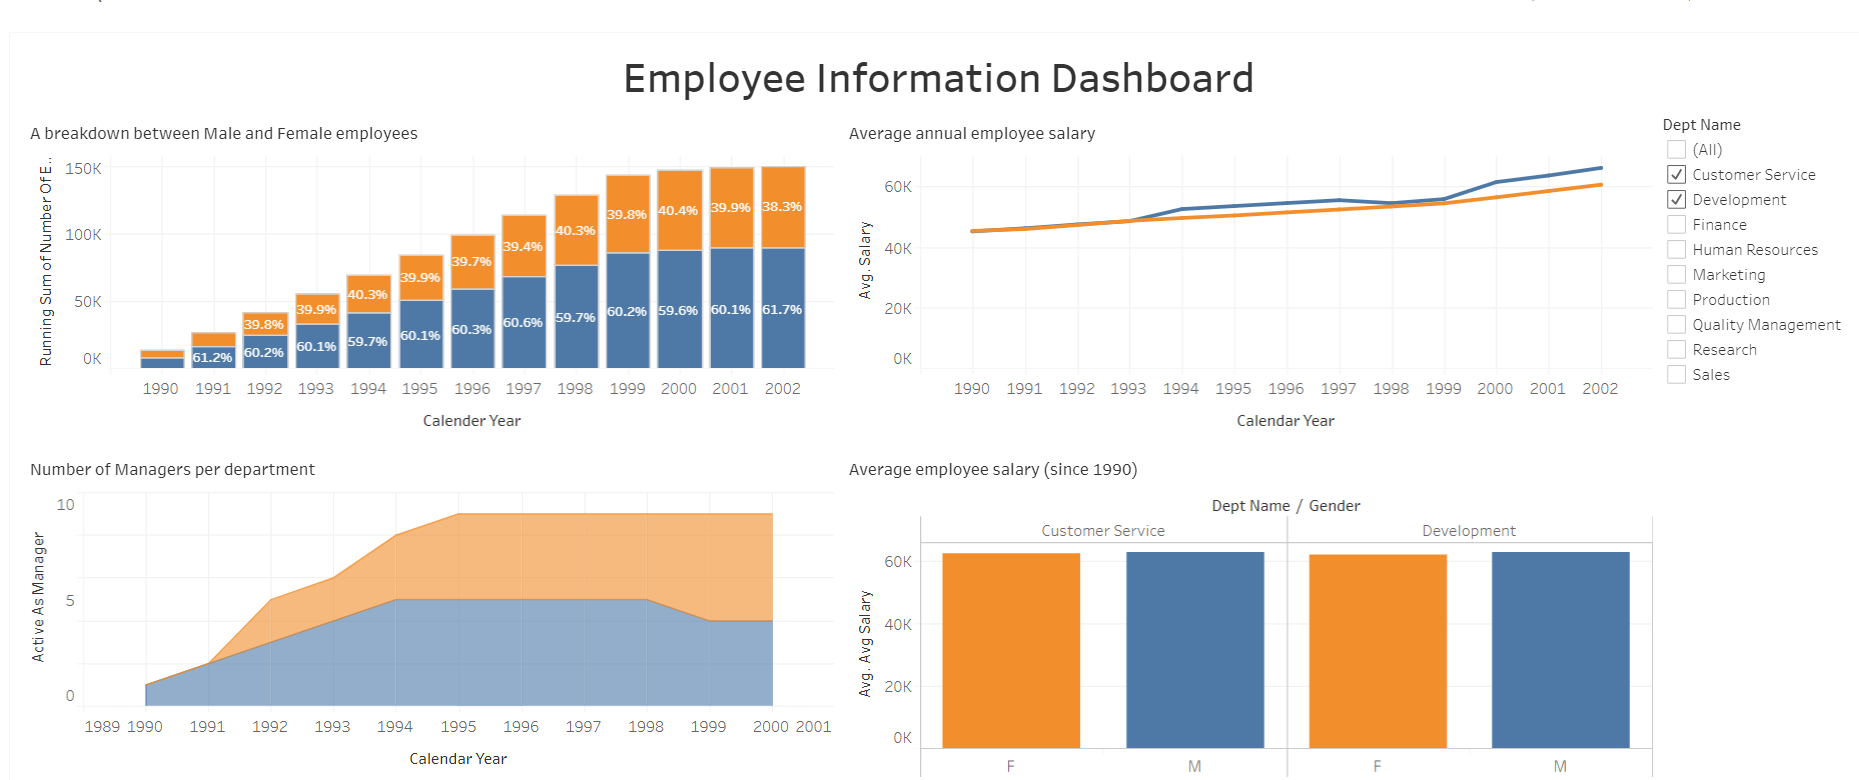 Employee Information Dashboard
A breakdown between Male and Female employees
Running Sum of Number Of E..
150K
100K
50K
0K
39.8%
39.9%
40.3%
39.9%
39.7%
39.4%
40.3%
39.8%
40.4%
39.9%
38.3%
61.2%
60.2%
60.1%
59.7%
60.1%
60.3%
60.6%
59.7%
60.2%
59.6%
60.1%
61.7%
1990 1991 1992 1993 1994 1995 1996 1997 1998 1999 2000 2001 2002
Calender Year
Average annual employee salary
Avg. Salary
60K
40K
20K
0K
1990 1991 1992 1993 1994 1995 1996 1997 1998 1999 2000 2001 2002
Calendar Year
Dept Name
(All)
Customer Service
Development
Finance
Human Resources
Marketing
Production
Quality Management
Research
Sales
Number of Managers per department
Active As Manager
10
5
0
1989 1990 1991 1992 1993 1994 1995 1996 1997 1998 1999 2000 2001
Calendar Year
Average employee salary (since 1990)
Dept Name / Gender
Customer Service Development
Avg. Avg Salary
60K
40K
20K
0K
F M F M